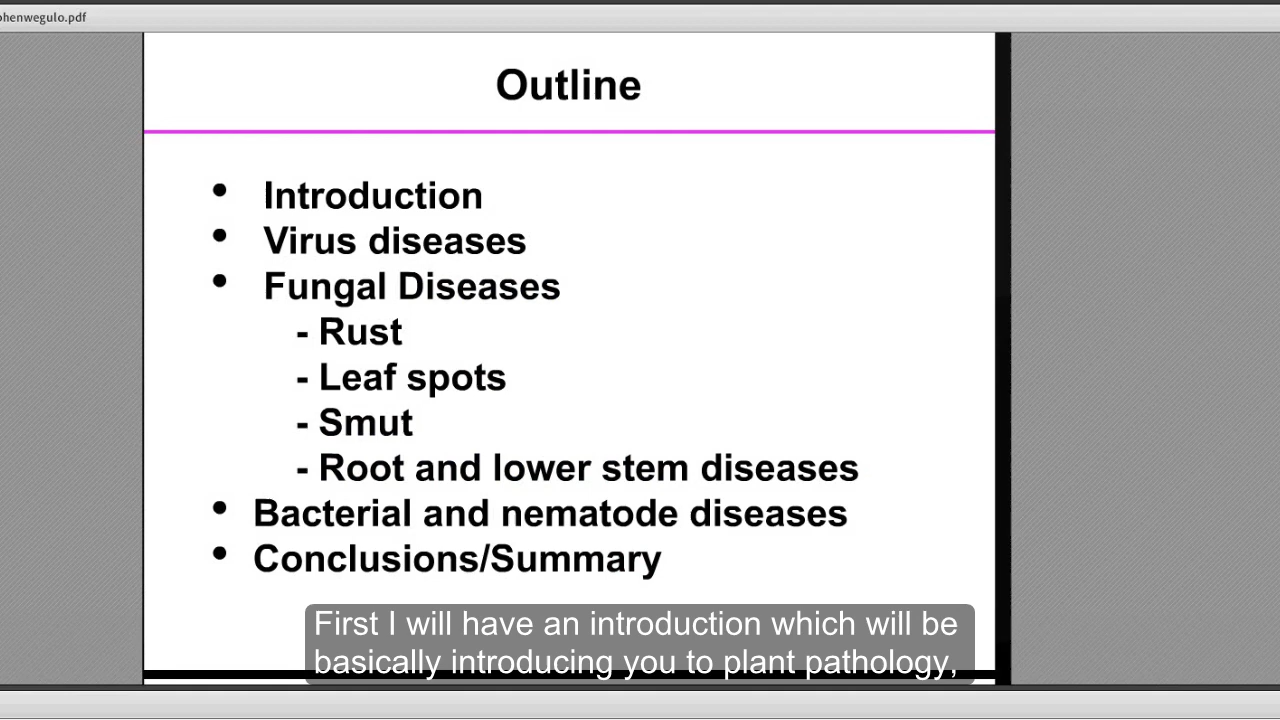 phenwegulo.pdf
Outline
• Introduction
• Virus diseases
• Fungal Diseases
- Rust
- Leaf spots
- Smut
- Root and lower stem diseases
• Bacterial and nematode diseases
• Conclusions/Summary
First I will have an introduction which will be
basically introducing you to plant pathology,